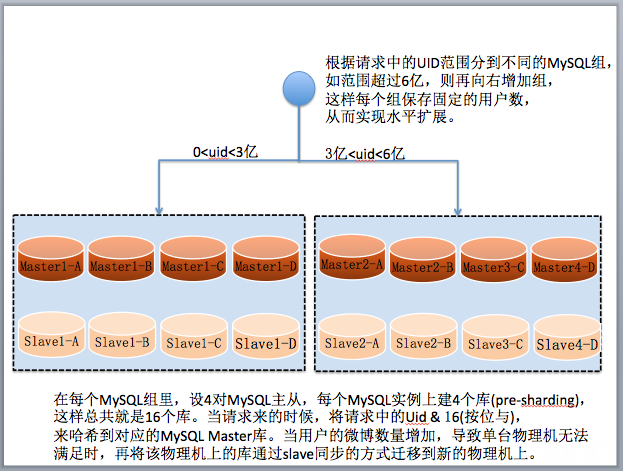 根据请求中的UID范围分到不同的MySQL组，
如范围超过6亿，则再向右增加组，
这样每个组保存固定的用户数，
从而实现水平扩展。
0<uid<3亿
3亿<uid<6亿
Master1-A Master1-B Master1-C Master1-D
Master2-A Master2-B Master3-C Master4-D
Slave1-A Slave1-B Slave1-C Slave1-D
Slave2-A Slave2-B Slave3-C Slave4-D
在每个MySQL组里，设4对MySQL主从，每个MySQL实例上建4个库(pre-sharding)，
这样总共就是16个库。当请求来的时候，将请求中的Uid & 16(按位与)，
来哈希到对应的MySQL Master库。当用户的微博数量增加，导致单台物理机无法
满足时，再将该物理机上的库通过slave同步的方式迁移到新的物理机上。